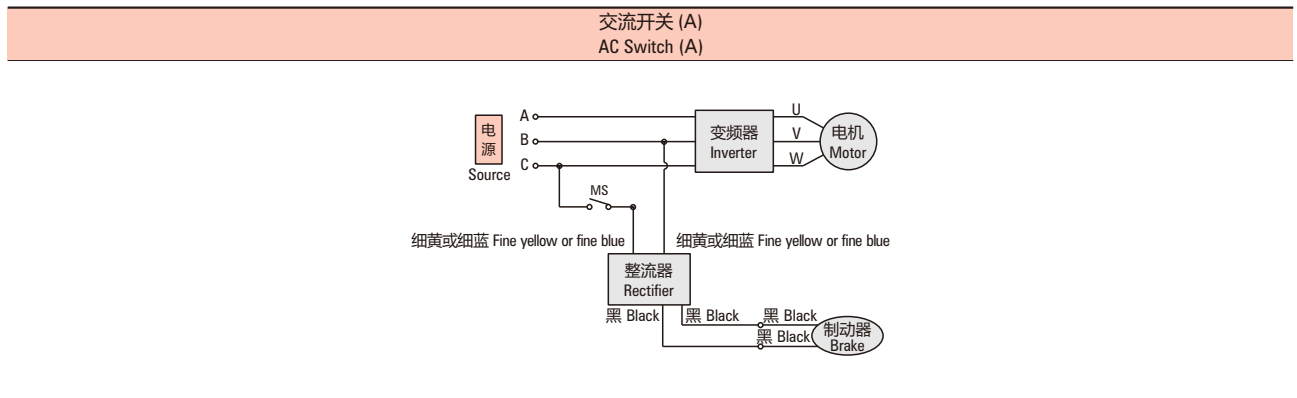 交流开关 (A)
AC Switch (A)
A
B
C
电
源
Source
变频器
Inverter
U
V
W
电机
Motor
MS
细黄或细蓝 Fine yellow or fine blue
细黄或细蓝 Fine yellow or fine blue
整流器
Rectifier
黑 Black
黑 Black
黑 Black
黑 Black
制动器
Brake